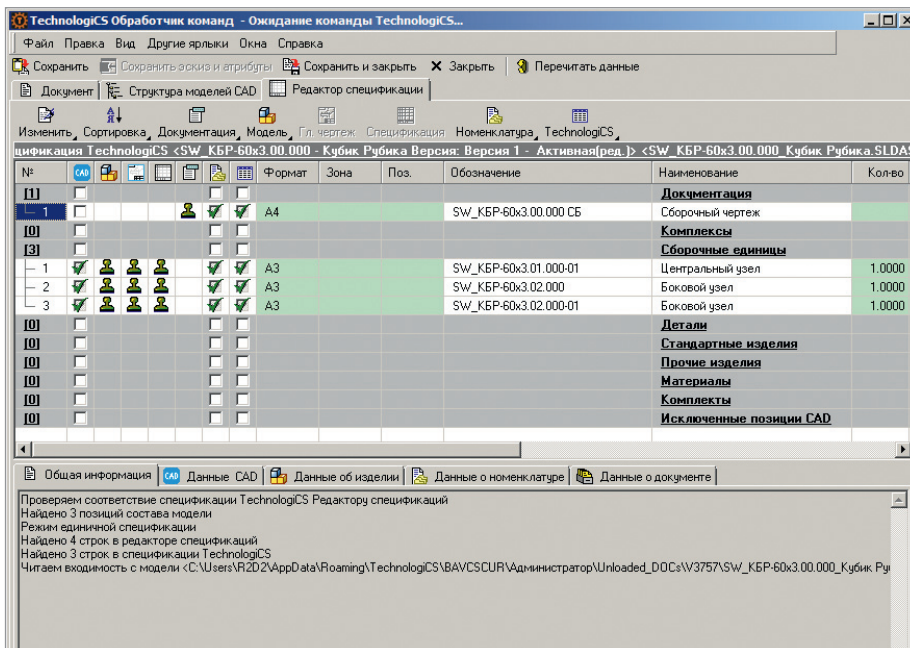 TechnologiCS Обработчик команд - Ожидание команды TechnologiCS...
Файл Правка Вид Другие ярлыки Окна Справка
Сохранить Сохранить эскиз и атрибуты Сохранить и закрыть Закрыть Перечитать данные
Документ Структура моделей CAD Редактор спецификации
Изменить Сортировка Документация Модель Гл. чертеж Спецификация Номенклатура TechnologiCS
цификация TechnologiCS <SW_КБР-60x3.00.000 - Кубик Рубика Версия: Версия 1 - Активная(ред.)> <SW_КБР-60x3.00.000_Кубик Рубика.SLDAS
№ CAD Формат Зона Поз. Обозначение Наименование Кол-во
[1] Документация
1 А4 SW_КБР-60x3.00.000 СБ Сборочный чертеж
[0] Комплексы
[3] Сборочные единицы
1 А3 SW_КБР-60x3.01.000-01 Центральный узел 1.0000
2 А3 SW_КБР-60x3.02.000 Боковой узел 1.0000
3 А3 SW_КБР-60x3.02.000-01 Боковой узел 1.0000
[0] Детали
[0] Стандартные изделия
[0] Прочие изделия
[0] Материалы
[0] Комплекты
[0] Исключенные позиции CAD
Общая информация CAD Данные CAD Данные об изделии Данные о номенклатуре Данные о документе
Проверяем соответствие спецификации TechnologiCS Редактору спецификаций
Найдено 3 позиций состава модели
Режим единичной спецификации
Найдено 4 строк в редакторе спецификаций
Найдено 3 строк в спецификации TechnologiCS
Читаем входимость с модели <C:\Users\R2D2\AppData\Roaming\TechnologiCS\BAVCSCUR\Администратор\Unloaded_DOCs\V3757\SW_КБР-60x3.00.000_Кубик Ру